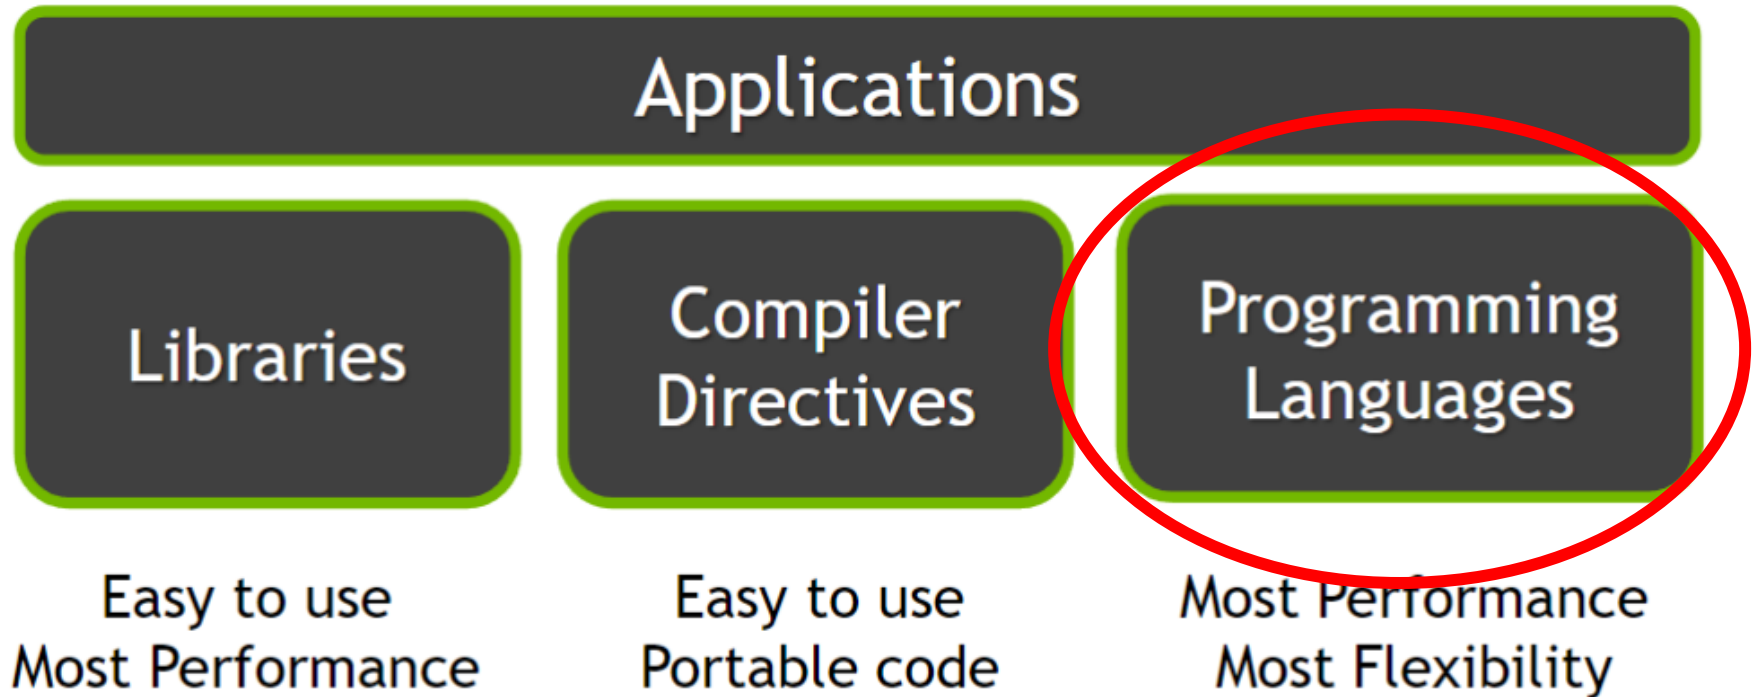 Applications
Libraries
Compiler
Directives
Programming
Languages
Easy to use
Most Performance
Easy to use
Portable code
Most Performance
Most Flexibility